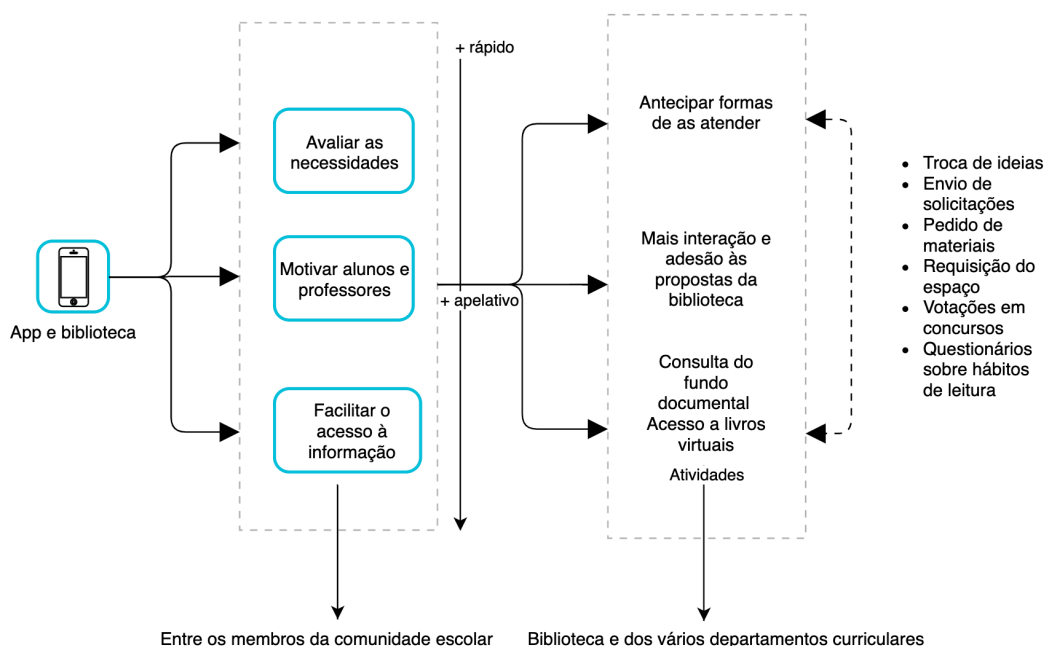 + rápido
Avaliar as
necessidades
Motivar alunos e
professores
Facilitar o
acesso à
informação
App e biblioteca
+ apelativo
Antecipar formas
de as atender
Mais interação e
adesão às
propostas da
biblioteca
Consulta do
fundo
documental
Acesso a livros
virtuais
Atividades
• Troca de ideias
• Envio de
solicitações
• Pedido de
materiais
• Requisição do
espaço
• Votações em
concursos
• Questionários
sobre hábitos
de leitura
Entre os membros da comunidade escolar
Biblioteca e dos vários departamentos curriculares